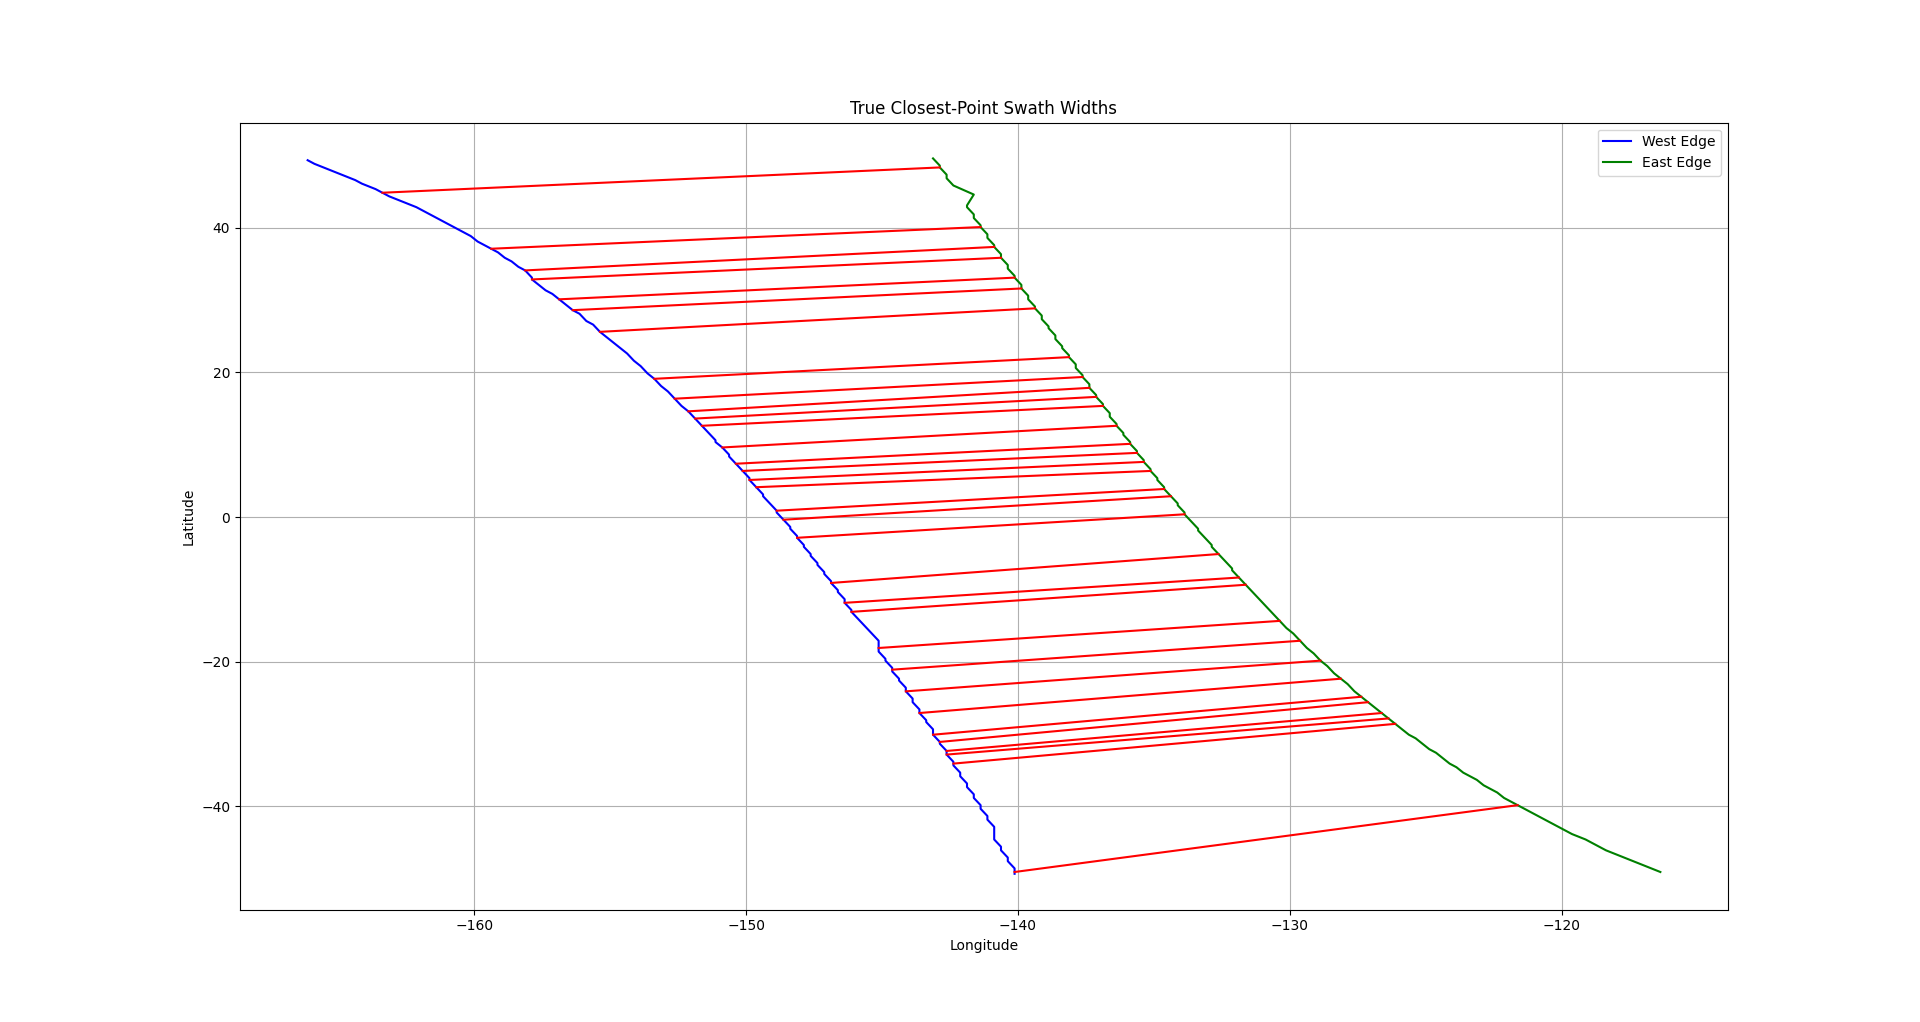 True Closest-Point Swath Widths
West Edge
East Edge
40
20
0
−20
−40
Latitude
−160
−150
−140
−130
−120
Longitude